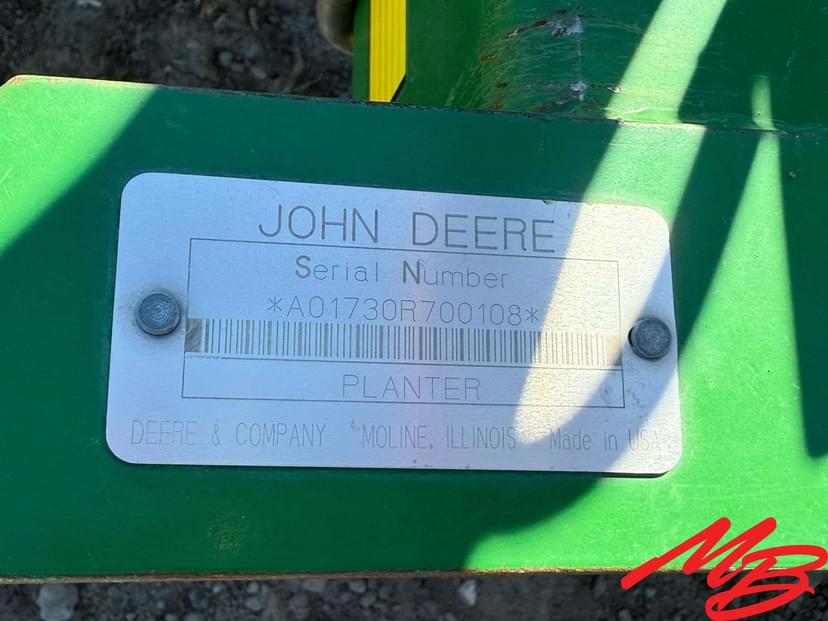 JOHN DEERE
Serial Number
*A01730R700108*
PLANTER
DEERE & COMPANY MOLINE, ILLINOIS Made in USA
MB